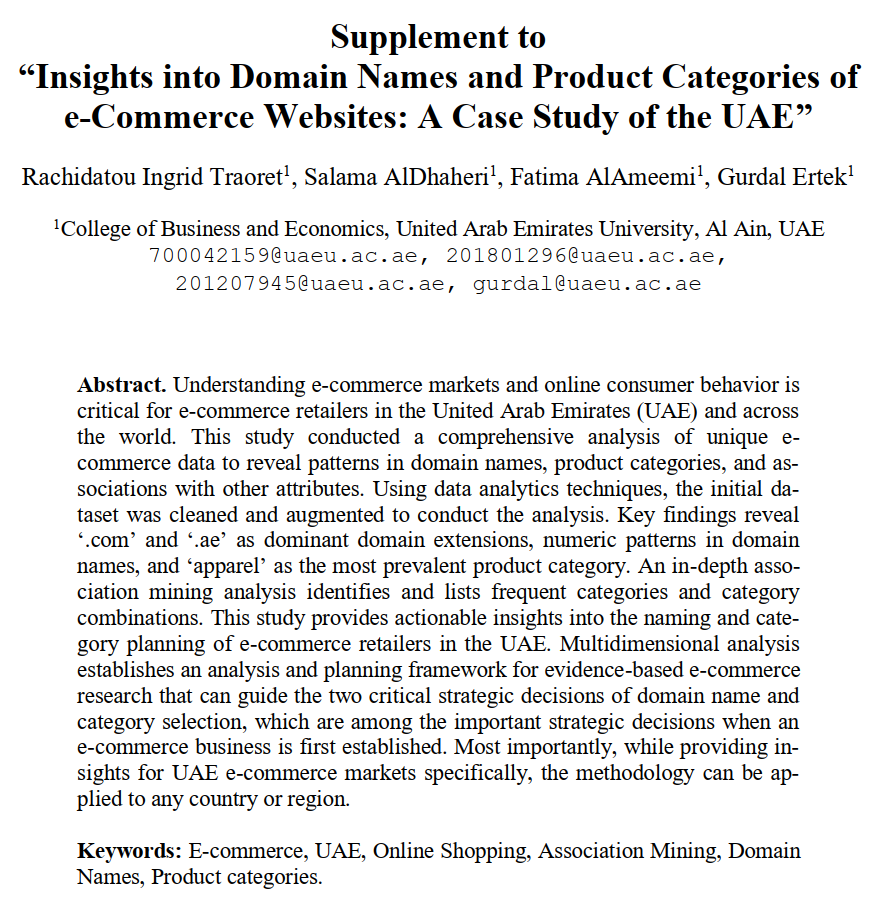 Supplement to
“Insights into Domain Names and Product Categories of
e-Commerce Websites: A Case Study of the UAE”
Rachidatou Ingrid Traoret¹, Salama AlDhaheri¹, Fatima AlAmeemi¹, Gurdal Ertek¹
¹College of Business and Economics, United Arab Emirates University, Al Ain, UAE
700042159@uaeu.ac.ae, 201801296@uaeu.ac.ae,
201207945@uaeu.ac.ae, gurdal@uaeu.ac.ae
Abstract. Understanding e-commerce markets and online consumer behavior is
critical for e-commerce retailers in the United Arab Emirates (UAE) and across
the world. This study conducted a comprehensive analysis of unique e-
commerce data to reveal patterns in domain names, product categories, and as-
sociations with other attributes. Using data analytics techniques, the initial da-
taset was cleaned and augmented to conduct the analysis. Key findings reveal
‘.com’ and ‘.ae’ as dominant domain extensions, numeric patterns in domain
names, and ‘apparel’ as the most prevalent product category. An in-depth asso-
ciation mining analysis identifies and lists frequent categories and category
combinations. This study provides actionable insights into the naming and cate-
gory planning of e-commerce retailers in the UAE. Multidimensional analysis
establishes an analysis and planning framework for evidence-based e-commerce
research that can guide the two critical strategic decisions of domain name and
category selection, which are among the important strategic decisions when an
e-commerce business is first established. Most importantly, while providing in-
sights for UAE e-commerce markets specifically, the methodology can be ap-
plied to any country or region.
Keywords: E-commerce, UAE, Online Shopping, Association Mining, Domain
Names, Product categories.